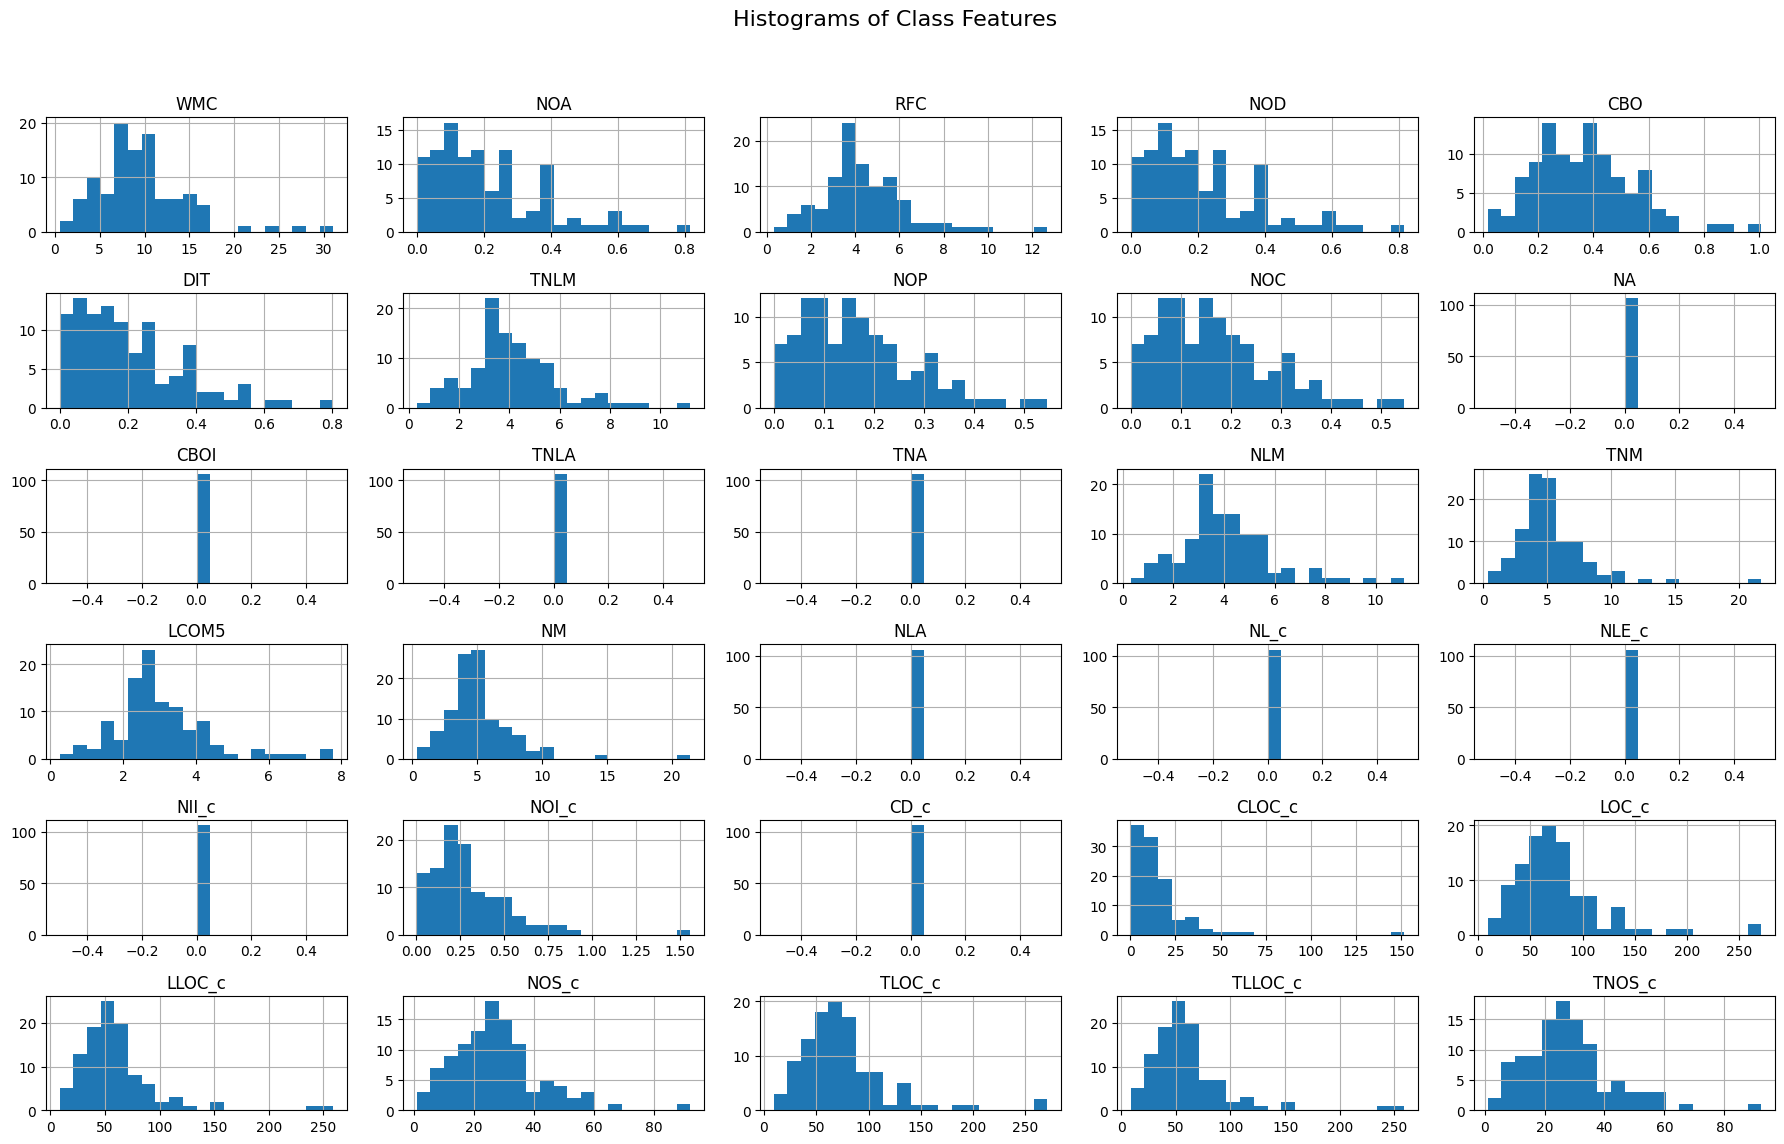 Histograms of Class Features
WMC NOA RFC NOD CBO
20 10 0
0 5 10 15 20 25 30
15 10 5 0
0.0 0.2 0.4 0.6 0.8
20 10 0
0 2 4 6 8 10 12
15 10 5 0
0.0 0.2 0.4 0.6 0.8
10 5 0
0.0 0.2 0.4 0.6 0.8 1.0
DIT TNLM NOP NOC NA
10 5 0
0.0 0.2 0.4 0.6 0.8
20 10 0
0 2 4 6 8 10
10 5 0
0.0 0.1 0.2 0.3 0.4 0.5
10 5 0
0.0 0.1 0.2 0.3 0.4 0.5
100 50 0
−0.4 −0.2 0.0 0.2 0.4
CBOI TNLA TNA NLM TNM
100 50 0
−0.4 −0.2 0.0 0.2 0.4
100 50 0
−0.4 −0.2 0.0 0.2 0.4
100 50 0
−0.4 −0.2 0.0 0.2 0.4
20 10 0
0 2 4 6 8 10
20 10 0
0 5 10 15 20
LCOM5 NM NLA NL_c NLE_c
20 10 0
0 2 4 6 8
20 10 0
0 5 10 15 20
100 50 0
−0.4 −0.2 0.0 0.2 0.4
100 50 0
−0.4 −0.2 0.0 0.2 0.4
100 50 0
−0.4 −0.2 0.0 0.2 0.4
NII_c NOI_c CD_c CLOC_c LOC_c
100 50 0
−0.4 −0.2 0.0 0.2 0.4
20 10 0
0.00 0.25 0.50 0.75 1.00 1.25 1.50
100 50 0
−0.4 −0.2 0.0 0.2 0.4
30 20 10 0
0 25 50 75 100 125 150
20 10 0
0 50 100 150 200 250
LLOC_c NOS_c TLOC_c TLLOC_c TNOS_c
20 10 0
0 50 100 150 200 250
15 10 5 0
0 20 40 60 80
20 10 0
0 50 100 150 200 250
20 10 0
0 50 100 150 200 250
15 10 5 0
0 20 40 60 80